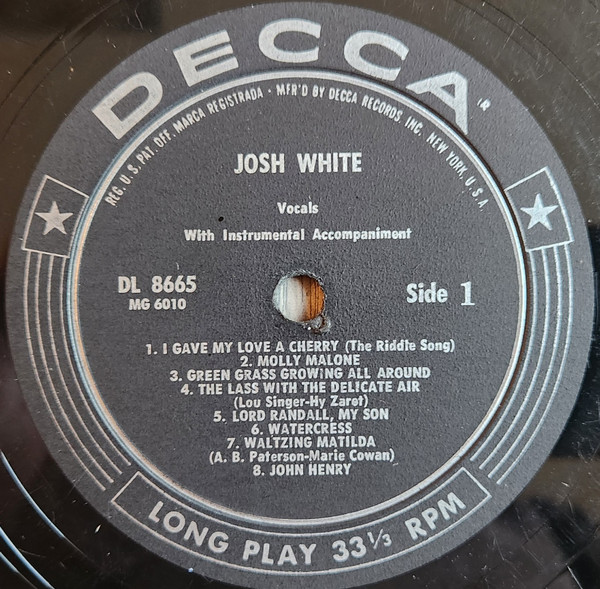 DECCA®
REG. U.S. PAT. OFF. MARCA REGISTRADA • MFR'D BY DECCA RECORDS, INC., NEW YORK, U.S.A.
JOSH WHITE
Vocals
With Instrumental Accompaniment
DL 8665
MG 6010
Side 1
1. I GAVE MY LOVE A CHERRY (The Riddle Song)
2. MOLLY MALONE
3. GREEN GRASS GROWING ALL AROUND
4. THE LASS WITH THE DELICATE AIR
(Lou Singer-Hy Zaret)
5. LORD RANDALL, MY SON
6. WATERCRESS
7. WALTZING MATILDA
(A. B. Paterson-Marie Cowan)
8. JOHN HENRY
LONG PLAY 33⅓ RPM